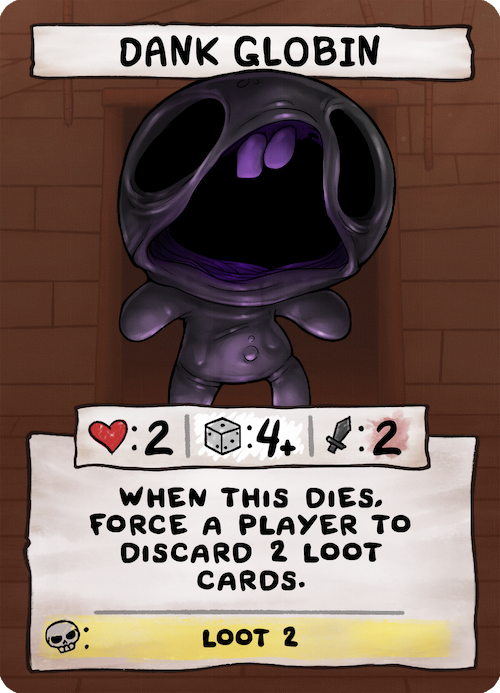 DANK GLOBIN
:2 :4+ :2
WHEN THIS DIES,
FORCE A PLAYER TO
DISCARD 2 LOOT
CARDS.
: LOOT 2